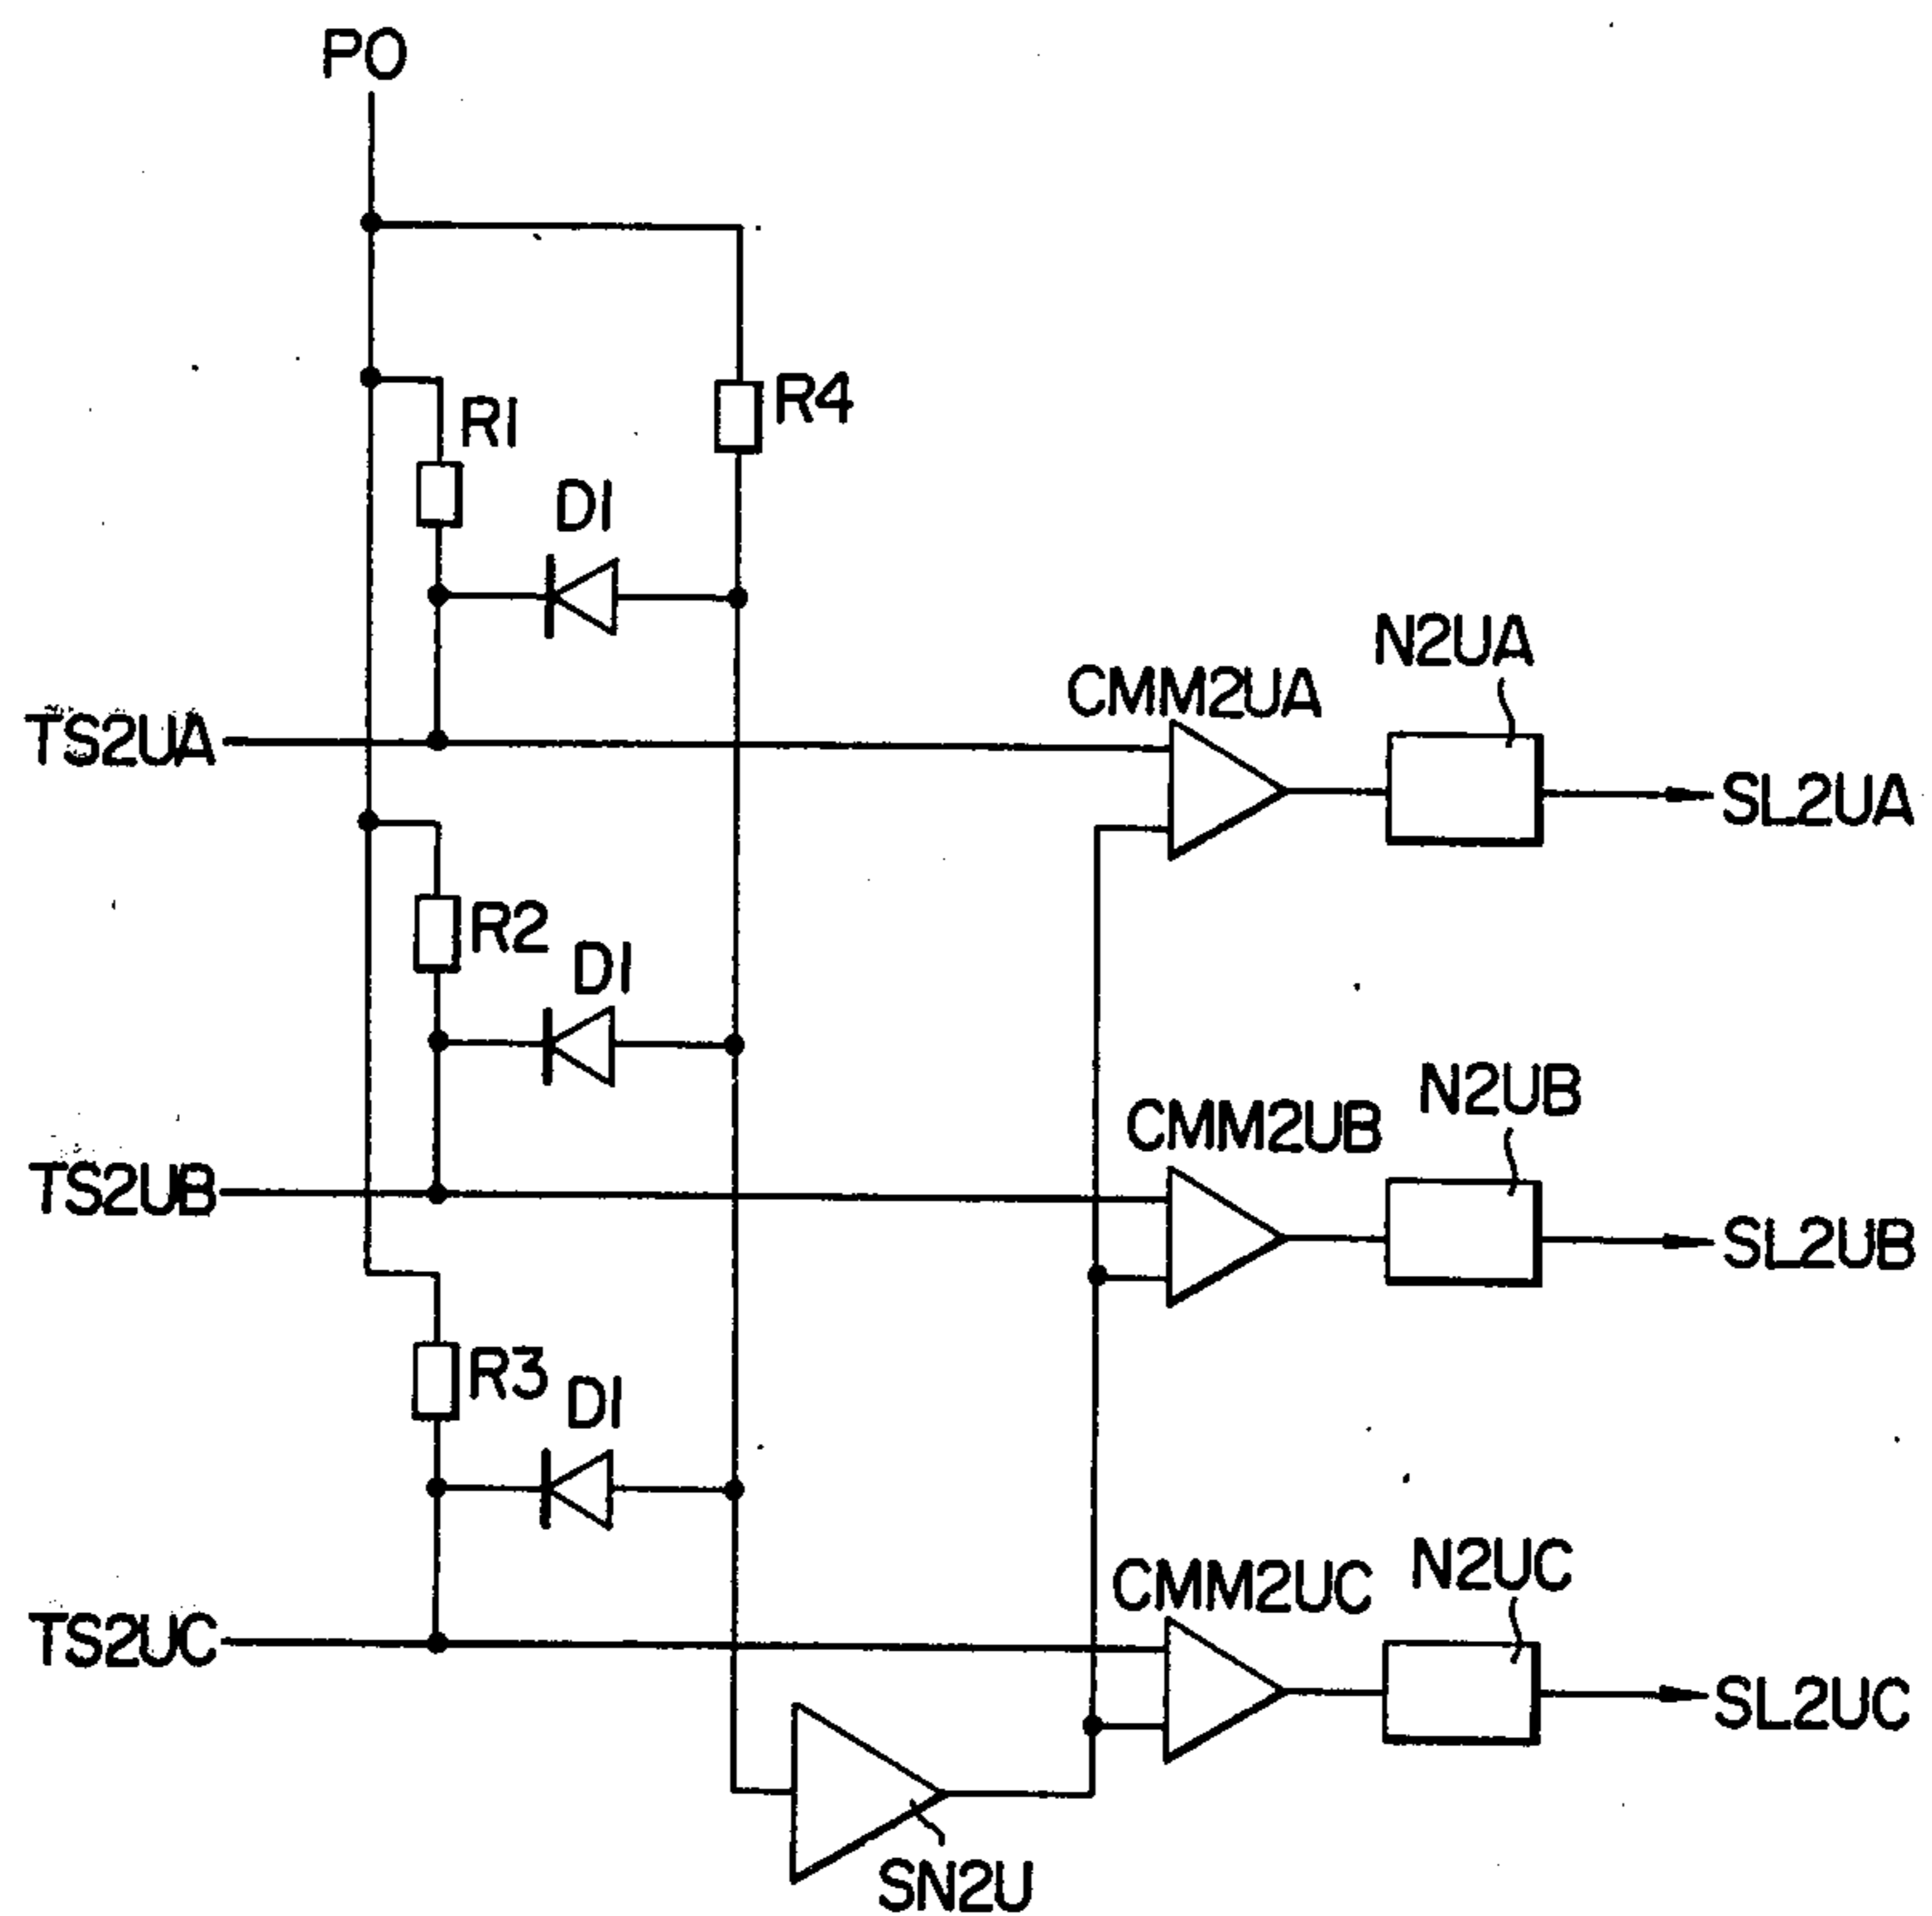 PO
R4
R1
D1
N2UA
CMM2UA
TS2UA
SL2UA
R2
D1
N2UB
CMM2UB
TS2UB
SL2UB
R3
D1
N2UC
CMM2UC
TS2UC
SL2UC
SN2U